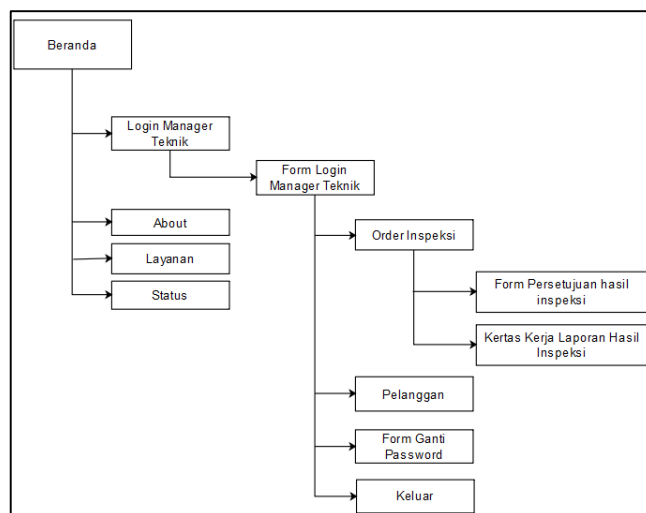 Beranda
Login Manager
Teknik
Form Login
Manager Teknik
About
Order Inspeksi
Layanan
Form Persetujuan hasil
inspeksi
Status
Kertas Kerja Laporan Hasil
Inspeksi
Pelanggan
Form Ganti
Password
Keluar